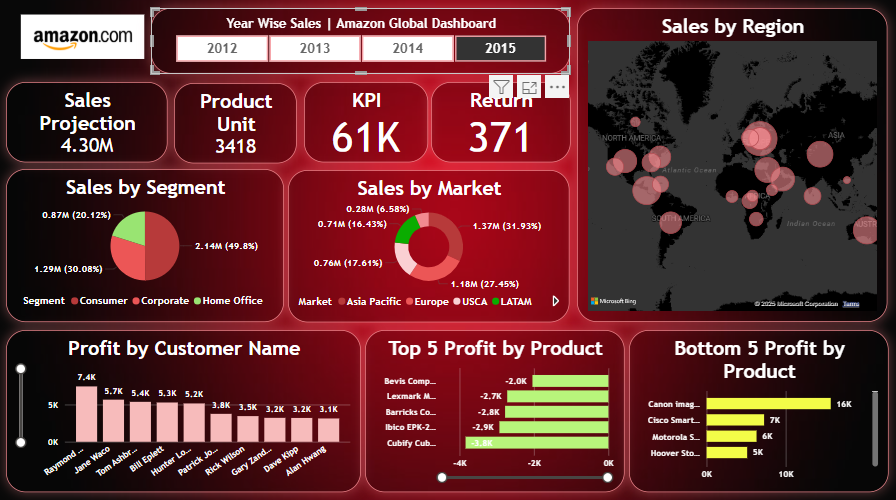 amazon.com
Year Wise Sales | Amazon Global Dashboard
2012 2013 2014 2015
Sales Projection
4.30M
Product Unit
3418
KPI
61K
Return
371
Sales by Region
NORTH AMERICA
ASIA
Atlantic Ocean
SOUTH AMERICA
Indian Ocean
Microsoft Bing
© 2025 Microsoft Corporation Terms
Sales by Segment
0.87M (20.12%)
2.14M (49.8%)
1.29M (30.08%)
Segment Consumer Corporate Home Office
Sales by Market
0.28M (6.58%)
0.71M (16.43%)
1.37M (31.93%)
0.76M (17.61%)
1.18M (27.45%)
Market Asia Pacific Europe USCA LATAM
Profit by Customer Name
7.4K 5.7K 5.4K 5.3K 5.2K 3.8K 3.5K 3.2K 3.2K 3.1K
5K
0K
Raymond ... Jane Waco Tom Ashbr... Bill Eplett Hunter Lo... Patrick Jo... Rick Wilson Gary Zand... Dave Kipp Alan Hwang
Top 5 Profit by Product
Bevis Comp... -2.0K
Lexmark M... -2.7K
Barricks Co... -2.8K
Ibico EPK-2... -2.9K
Cubify Cub... -3.8K
-4K -2K 0K
Bottom 5 Profit by
Product
Canon imag... 16K
Cisco Smart... 7K
Motorola S... 6K
Hoover Sto... 5K
0K 10K